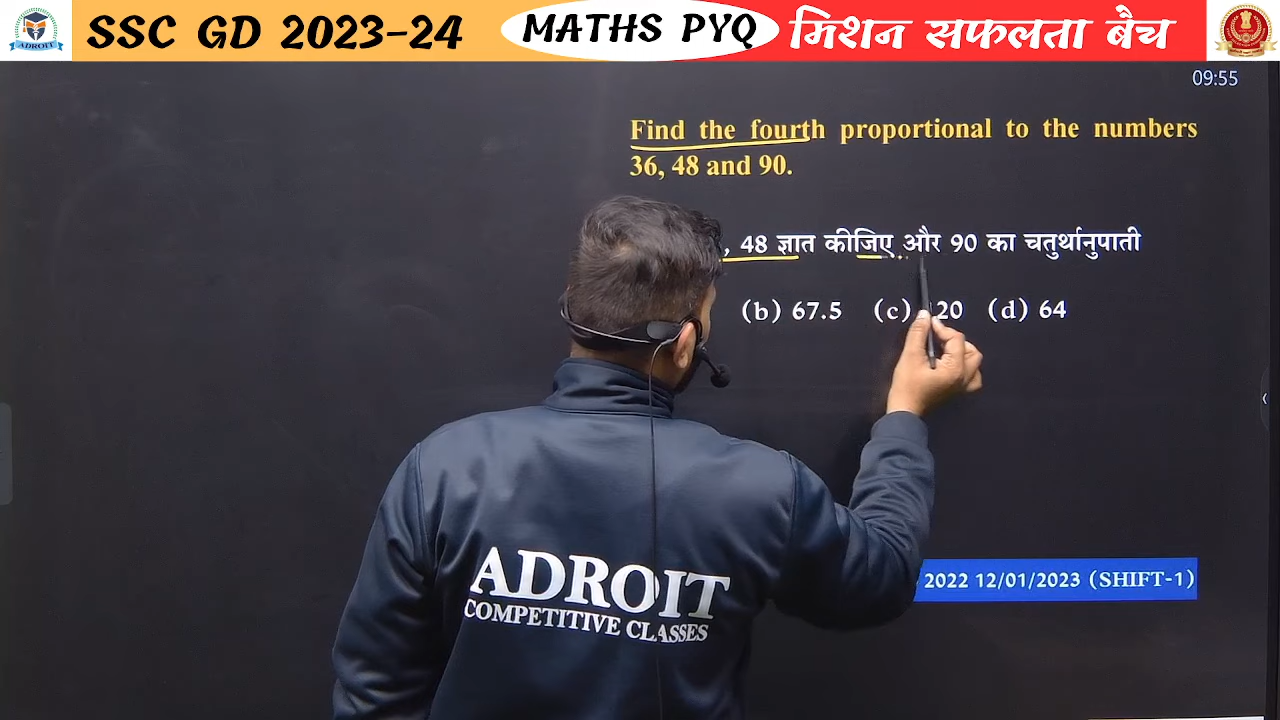 SSC GD 2023-24 MATHS PYQ मिशन सफलता बैच
ADROIT
09:55
Find the fourth proportional to the numbers
36, 48 and 90.
, 48 ज्ञात कीजिए और 90 का चतुर्थानुपाती
(b) 67.5 (c) 20 (d) 64
2022 12/01/2023 (SHIFT-1)
ADROIT
COMPETITIVE CLASSES